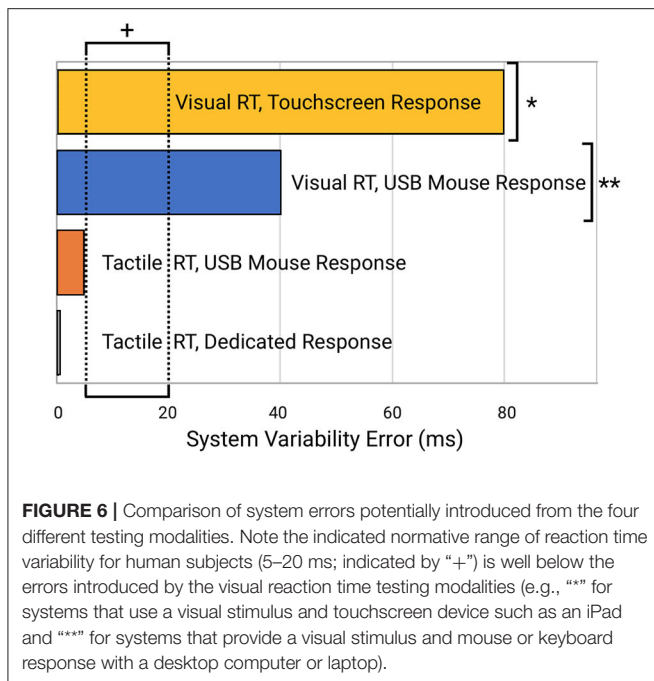 +
Visual RT, Touchscreen Response
*
Visual RT, USB Mouse Response
**
Tactile RT, USB Mouse Response
Tactile RT, Dedicated Response
0 20 40 60 80
System Variability Error (ms)
FIGURE 6 | Comparison of system errors potentially introduced from the four
different testing modalities. Note the indicated normative range of reaction time
variability for human subjects (5–20 ms; indicated by “+”) is well below the
errors introduced by the visual reaction time testing modalities (e.g., “*” for
systems that use a visual stimulus and touchscreen device such as an iPad
and “**” for systems that provide a visual stimulus and mouse or keyboard
response with a desktop computer or laptop).